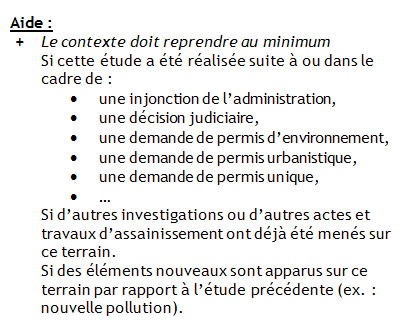 Aide :
+ Le contexte doit reprendre au minimum
Si cette étude a été réalisée suite à ou dans le
cadre de :
• une injonction de l'administration,
• une décision judiciaire,
• une demande de permis d'environnement,
• une demande de permis urbanistique,
• une demande de permis unique,
• …
Si d'autres investigations ou d'autres actes et
travaux d'assainissement ont déjà été menés sur
ce terrain.
Si des éléments nouveaux sont apparus sur ce
terrain par rapport à l'étude précédente (ex. :
nouvelle pollution).